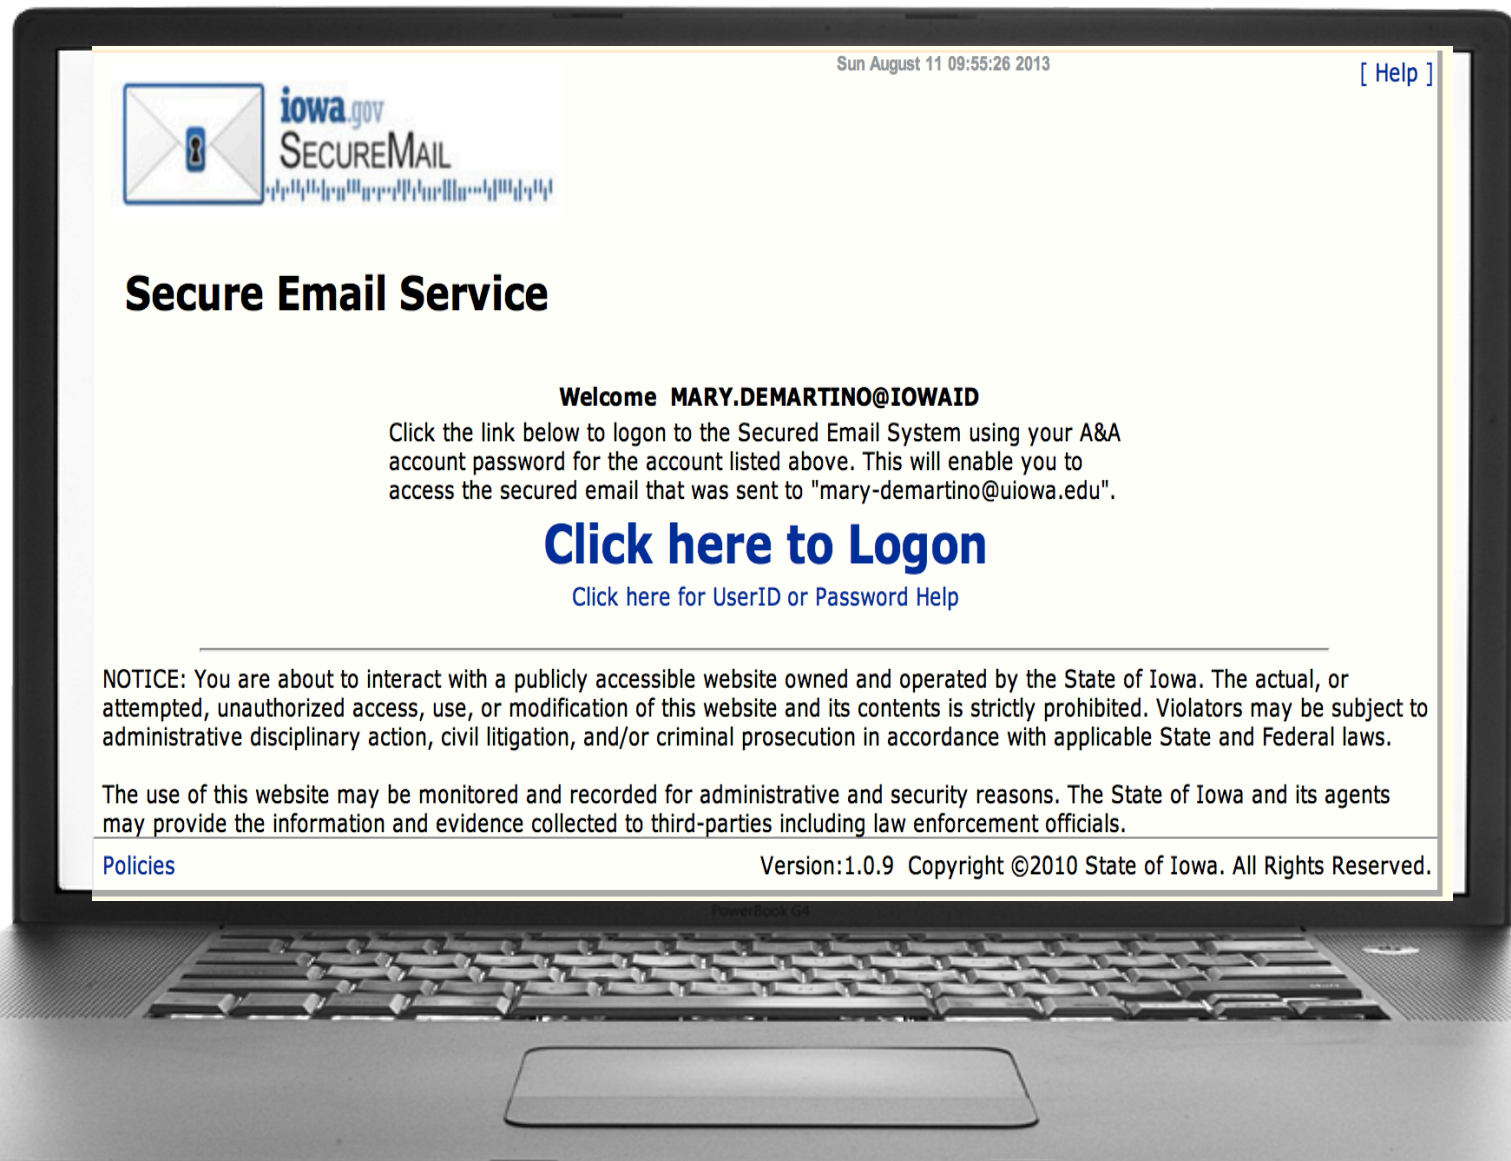 Sun August 11 09:55:26 2013
[ Help ]
iowa.gov
SECUREMAIL
Secure Email Service
Welcome MARY.DEMARTINO@IOWAID
Click the link below to logon to the Secured Email System using your A&A
account password for the account listed above. This will enable you to
access the secured email that was sent to "mary-demartino@uiowa.edu".
Click here to Logon
Click here for UserID or Password Help
NOTICE: You are about to interact with a publicly accessible website owned and operated by the State of Iowa. The actual, or
attempted, unauthorized access, use, or modification of this website and its contents is strictly prohibited. Violators may be subject to
administrative disciplinary action, civil litigation, and/or criminal prosecution in accordance with applicable State and Federal laws.
The use of this website may be monitored and recorded for administrative and security reasons. The State of Iowa and its agents
may provide the information and evidence collected to third-parties including law enforcement officials.
Policies
Version:1.0.9 Copyright ©2010 State of Iowa. All Rights Reserved.
PowerBook G4